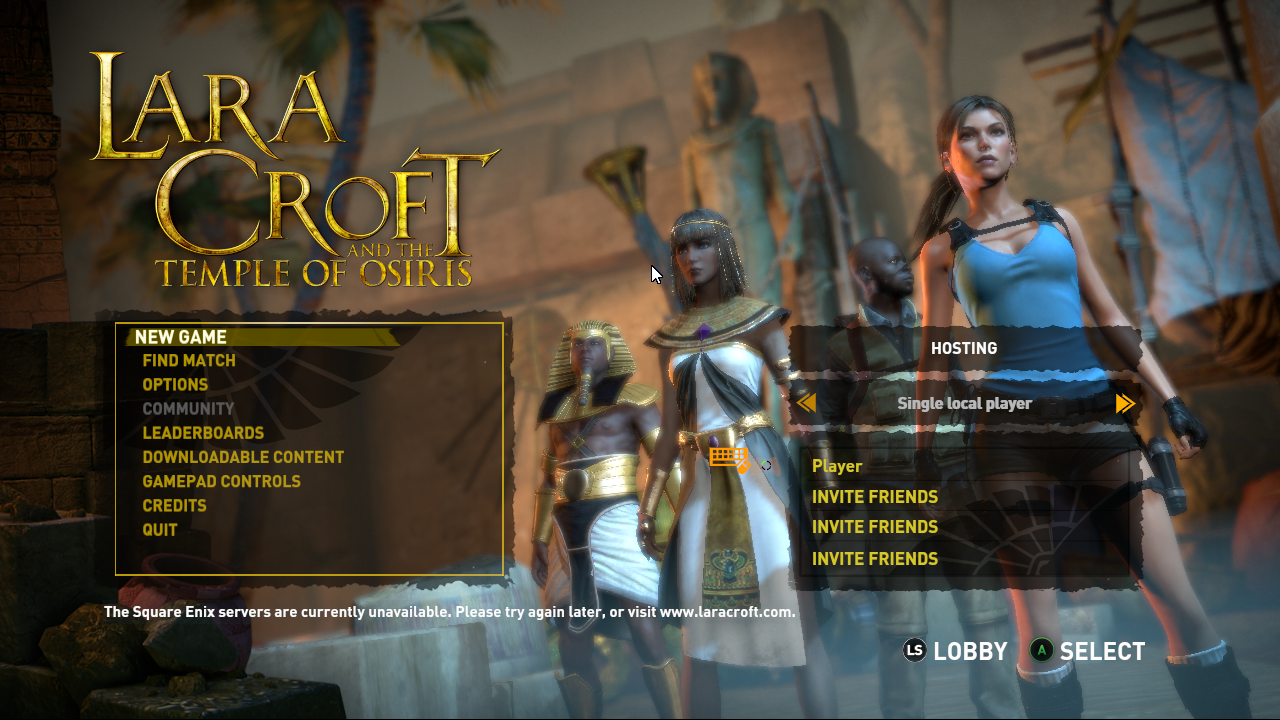 LARA
CROFT
AND THE
TEMPLE OF OSIRIS
NEW GAME
FIND MATCH
OPTIONS
COMMUNITY
LEADERBOARDS
DOWNLOADABLE CONTENT
GAMEPAD CONTROLS
CREDITS
QUIT
HOSTING
Single local player
Player
INVITE FRIENDS
INVITE FRIENDS
INVITE FRIENDS
The Square Enix servers are currently unavailable. Please try again later, or visit www.laracroft.com.
LS LOBBY A SELECT